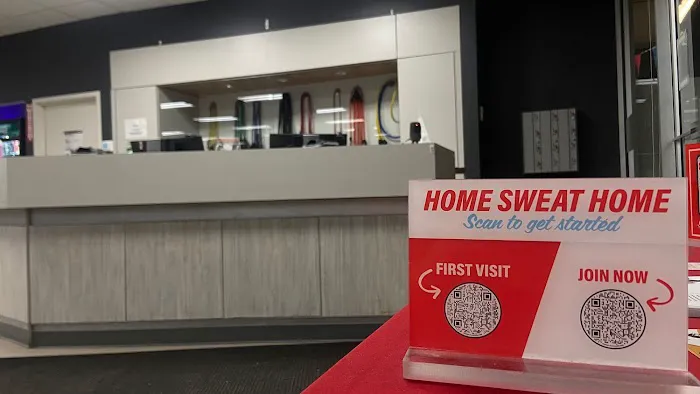 HOME SWEAT HOME
Scan to get started
FIRST VISIT
JOIN NOW